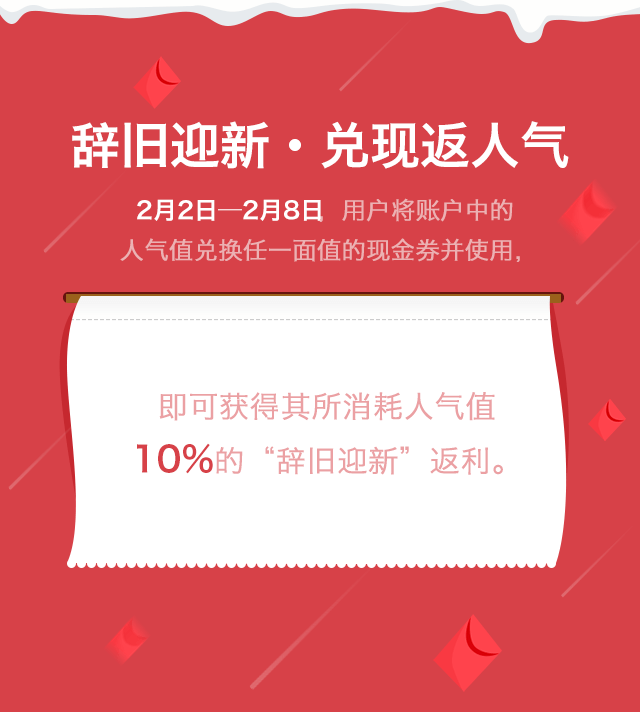 辞旧迎新·兑现返人气
2月2日—2月8日 用户将账户中的
人气值兑换任一面值的现金券并使用，
即可获得其所消耗人气值
10%的“辞旧迎新”返利。